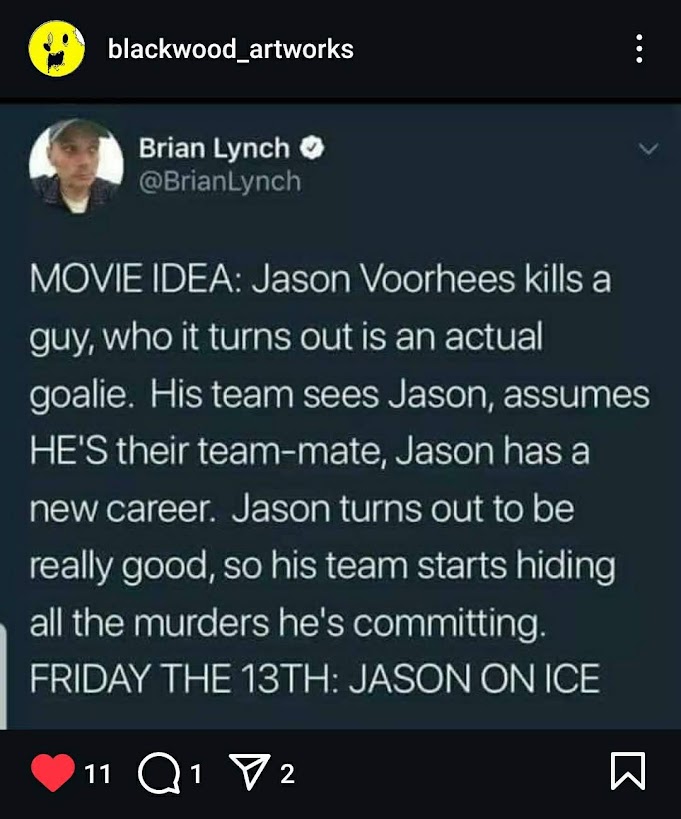 blackwood_artworks
Brian Lynch
@BrianLynch
MOVIE IDEA: Jason Voorhees kills a
guy, who it turns out is an actual
goalie. His team sees Jason, assumes
HE'S their team-mate, Jason has a
new career. Jason turns out to be
really good, so his team starts hiding
all the murders he's committing.
FRIDAY THE 13TH: JASON ON ICE
11 1 2